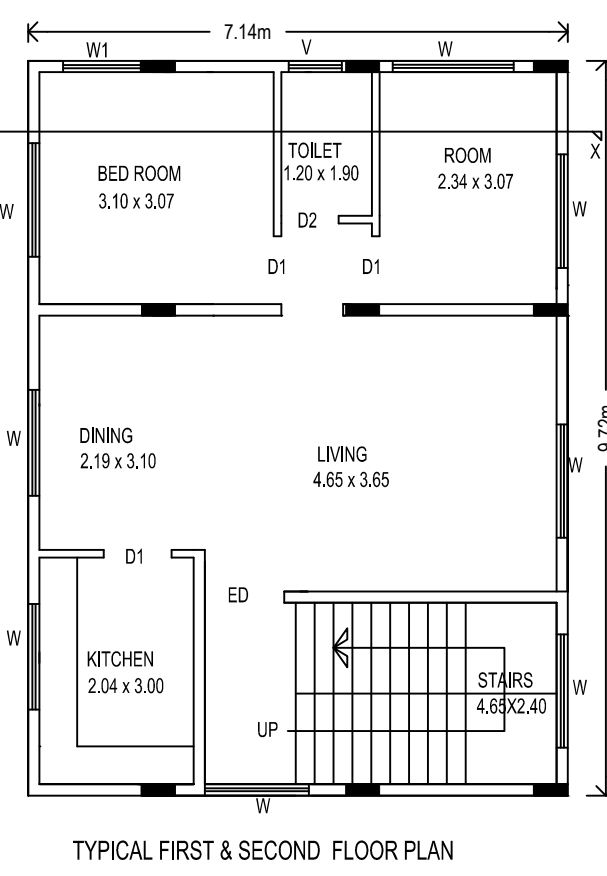 7.14m
W1
V
W
X
TOILET
1.20 x 1.90
BED ROOM
3.10 x 3.07
ROOM
2.34 x 3.07
W
W
D2
D1
D1
9.72m
DINING
2.19 x 3.10
LIVING
4.65 x 3.65
W
W
D1
ED
W
KITCHEN
2.04 x 3.00
STAIRS
4.65X2.40
W
UP
W
TYPICAL FIRST & SECOND FLOOR PLAN